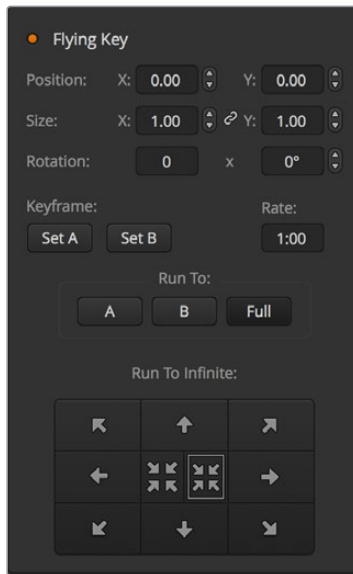 Flying Key
Position: X: 0.00 Y: 0.00
Size: X: 1.00 Y: 1.00
Rotation: 0 x 0°
Keyframe: Rate:
Set A Set B 1:00
Run To:
A B Full
Run To Infinite: